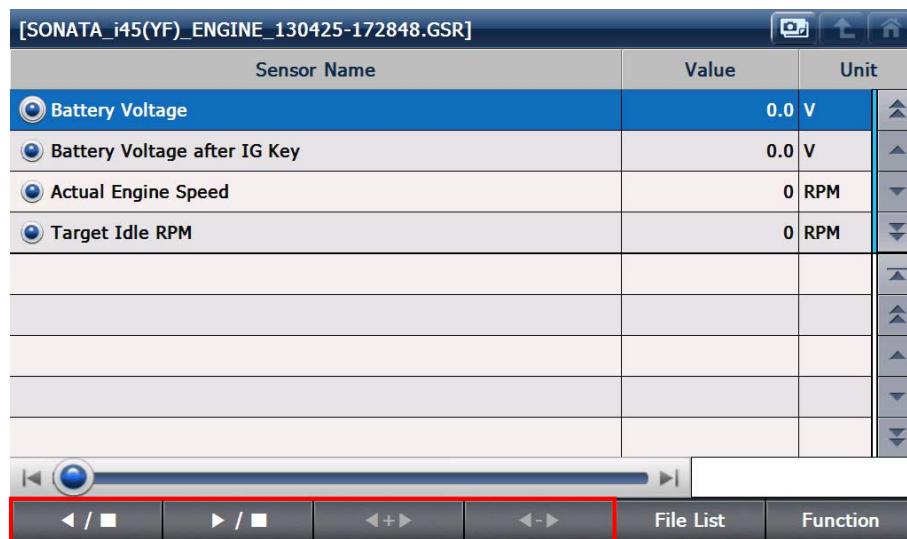 [SONATA_i45(YF)_ENGINE_130425-172848.GSR]
Sensor Name Value Unit
Battery Voltage 0.0 V
Battery Voltage after IG Key 0.0 V
Actual Engine Speed 0 RPM
Target Idle RPM 0 RPM
◀ / ■ ▶ / ■ ◀+▶ ◀-▶ File List Function